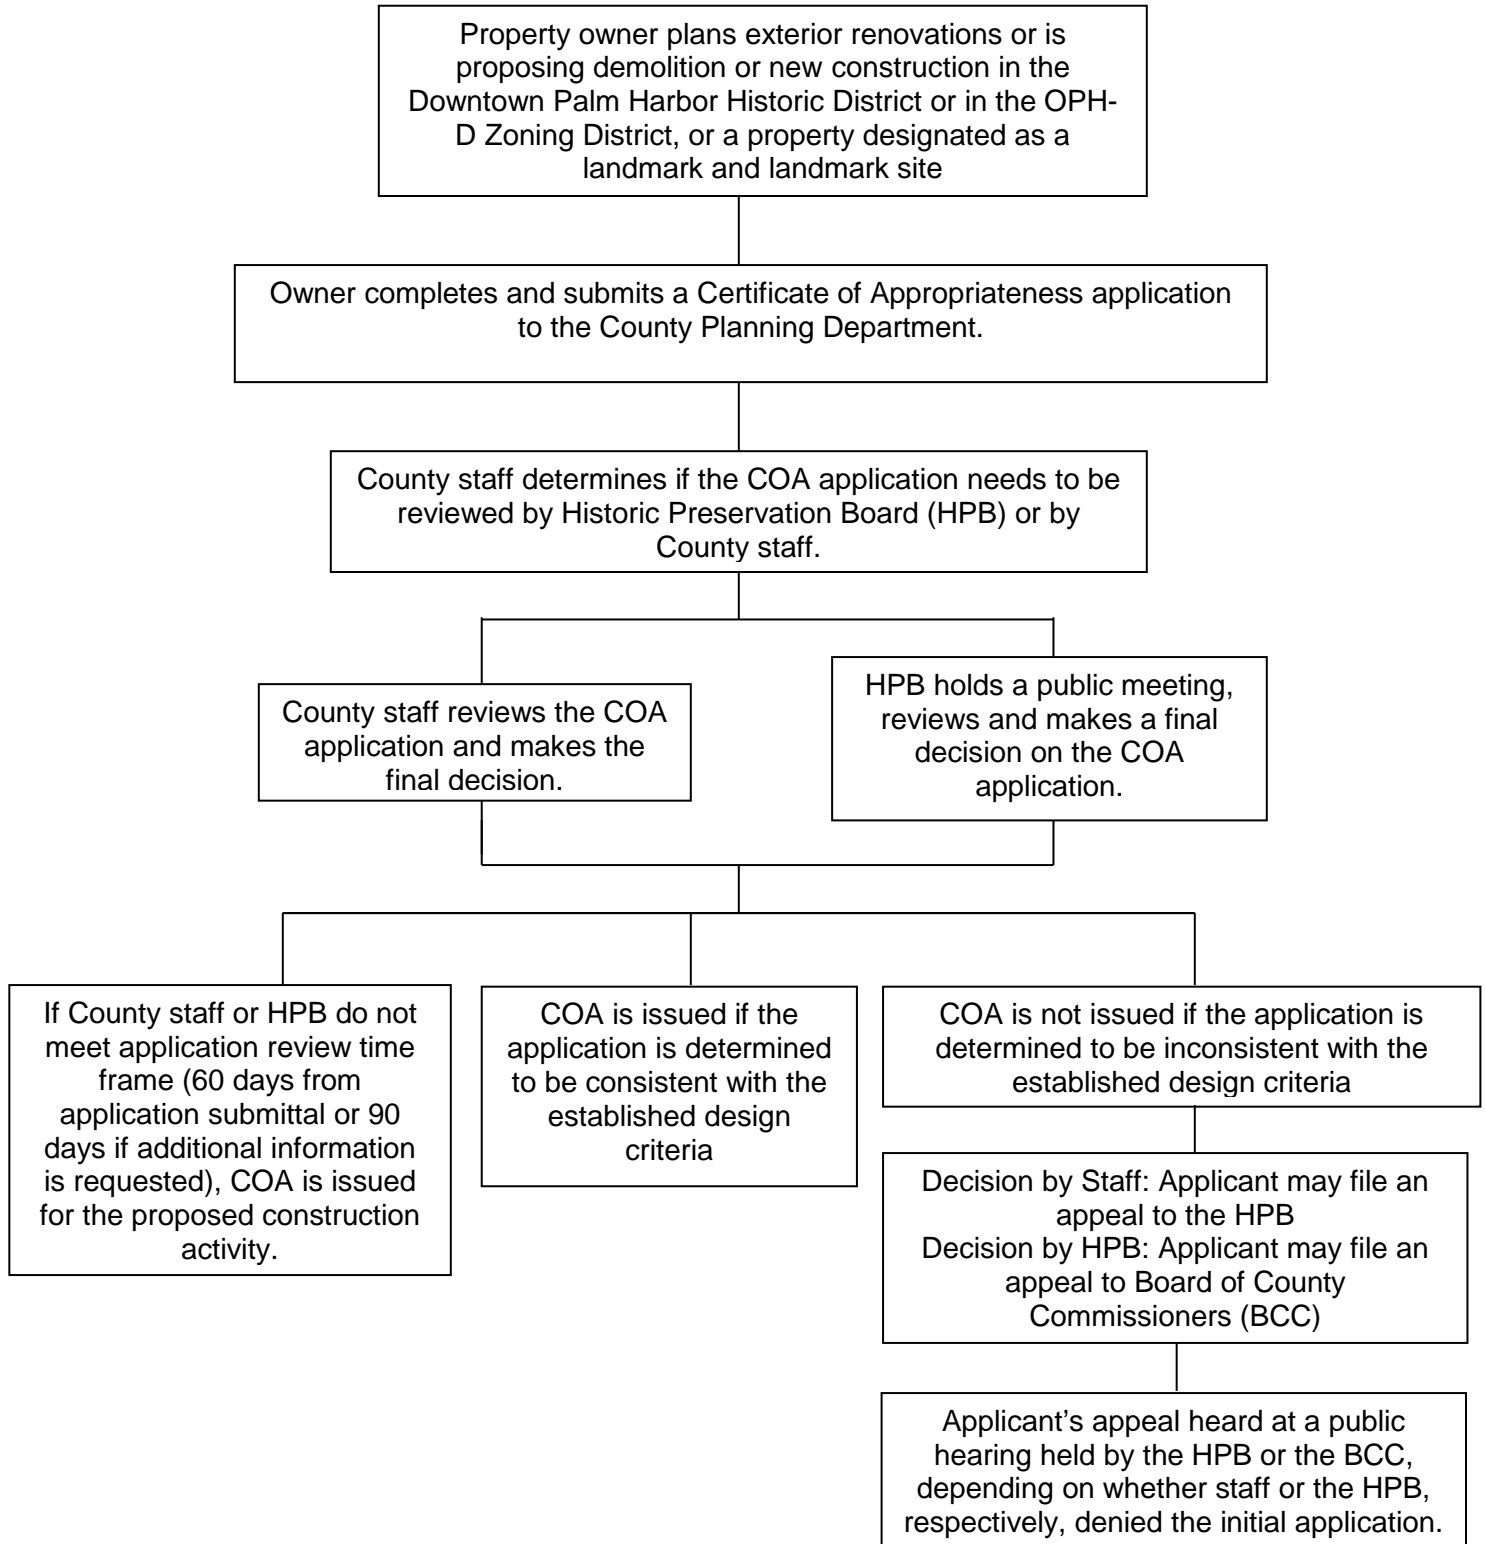 Property owner plans exterior renovations or is
proposing demolition or new construction in the
Downtown Palm Harbor Historic District or in the OPH-
D Zoning District, or a property designated as a
landmark and landmark site
Owner completes and submits a Certificate of Appropriateness application
to the County Planning Department.
County staff determines if the COA application needs to be
reviewed by Historic Preservation Board (HPB) or by
County staff.
County staff reviews the COA
application and makes the
final decision.
HPB holds a public meeting,
reviews and makes a final
decision on the COA
application.
If County staff or HPB do not
meet application review time
frame (60 days from
application submittal or 90
days if additional information
is requested), COA is issued
for the proposed construction
activity.
COA is issued if the
application is determined
to be consistent with the
established design
criteria
COA is not issued if the application is
determined to be inconsistent with the
established design criteria
Decision by Staff: Applicant may file an
appeal to the HPB
Decision by HPB: Applicant may file an
appeal to Board of County
Commissioners (BCC)
Applicant’s appeal heard at a public
hearing held by the HPB or the BCC,
depending on whether staff or the HPB,
respectively, denied the initial application.